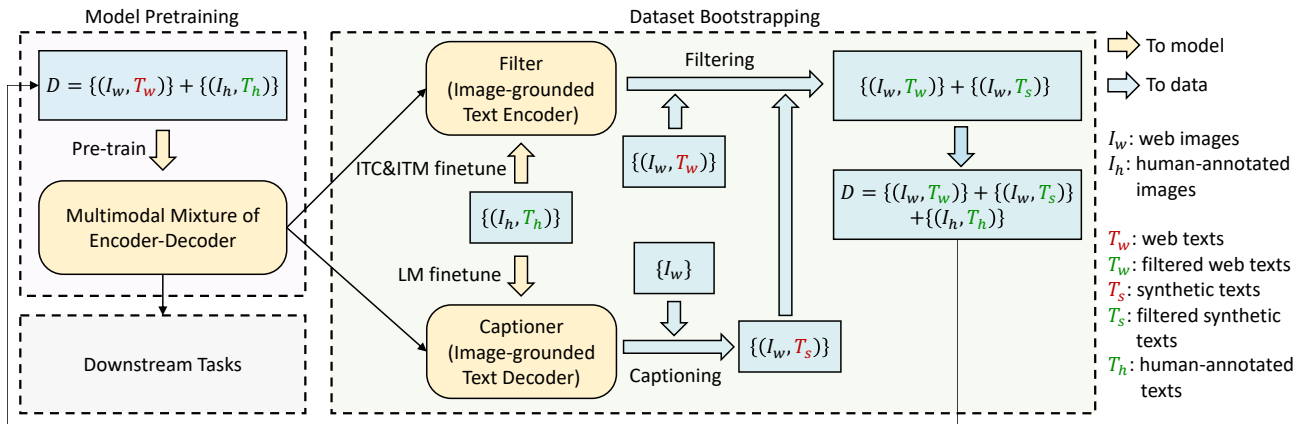 Model Pretraining
D = {(I_w, T_w)} + {(I_h, T_h)}
Pre-train
Multimodal Mixture of
Encoder-Decoder
Downstream Tasks
Dataset Bootstrapping
Filter
(Image-grounded
Text Encoder)
ITC&ITM finetune
{(I_h, T_h)}
LM finetune
Captioner
(Image-grounded
Text Decoder)
Filtering
{(I_w, T_w)}
{I_w}
Captioning
{(I_w, T_s)}
{(I_w, T_w)} + {(I_w, T_s)}
D = {(I_w, T_w)} + {(I_w, T_s)}
+{(I_h, T_h)}
To model
To data
I_w: web images
I_h: human-annotated
images
T_w: web texts
T_w: filtered web texts
T_s: synthetic texts
T_s: filtered synthetic
texts
T_h: human-annotated
texts